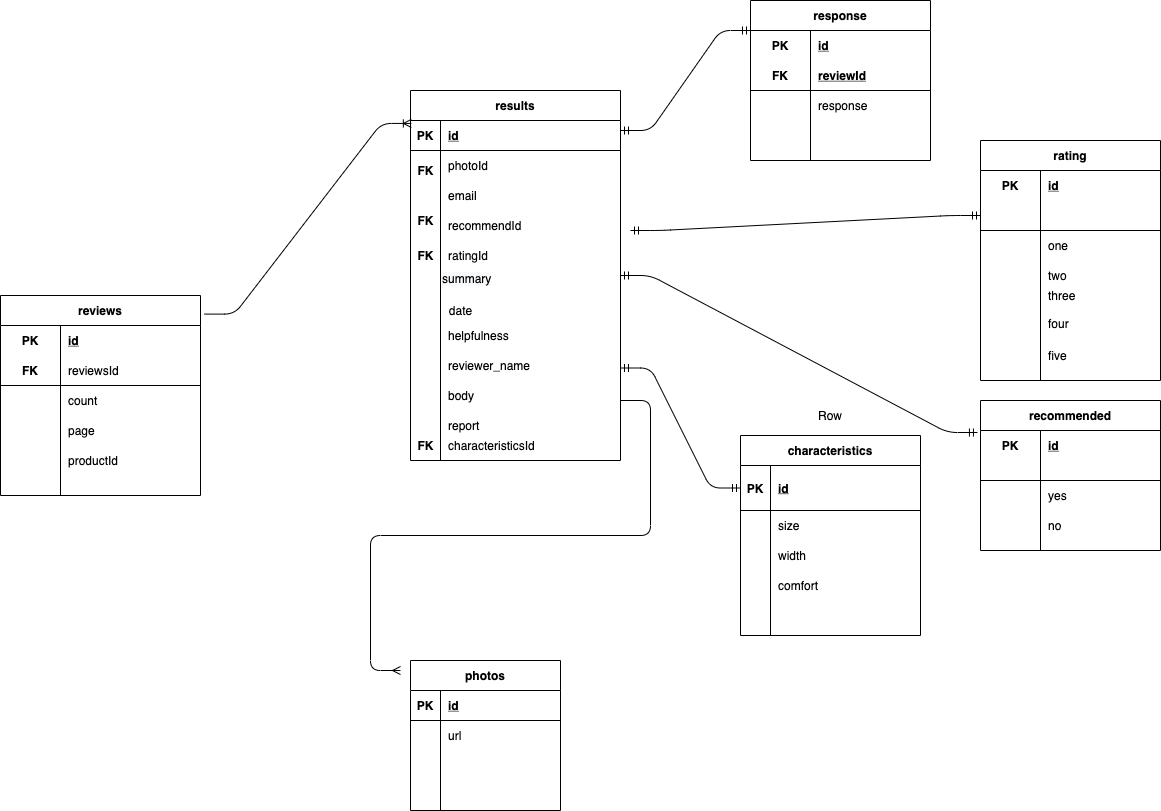 response
PK id
FK reviewId
response
results
PK id
FK photoId
email
FK recommendId
FK ratingId
summary
date
helpfulness
reviewer_name
body
report
FK characteristicsId
rating
PK id
one
two
three
four
five
reviews
PK id
FK reviewsId
count
page
productId
recommended
PK id
yes
no
Row
characteristics
PK id
size
width
comfort
photos
PK id
url